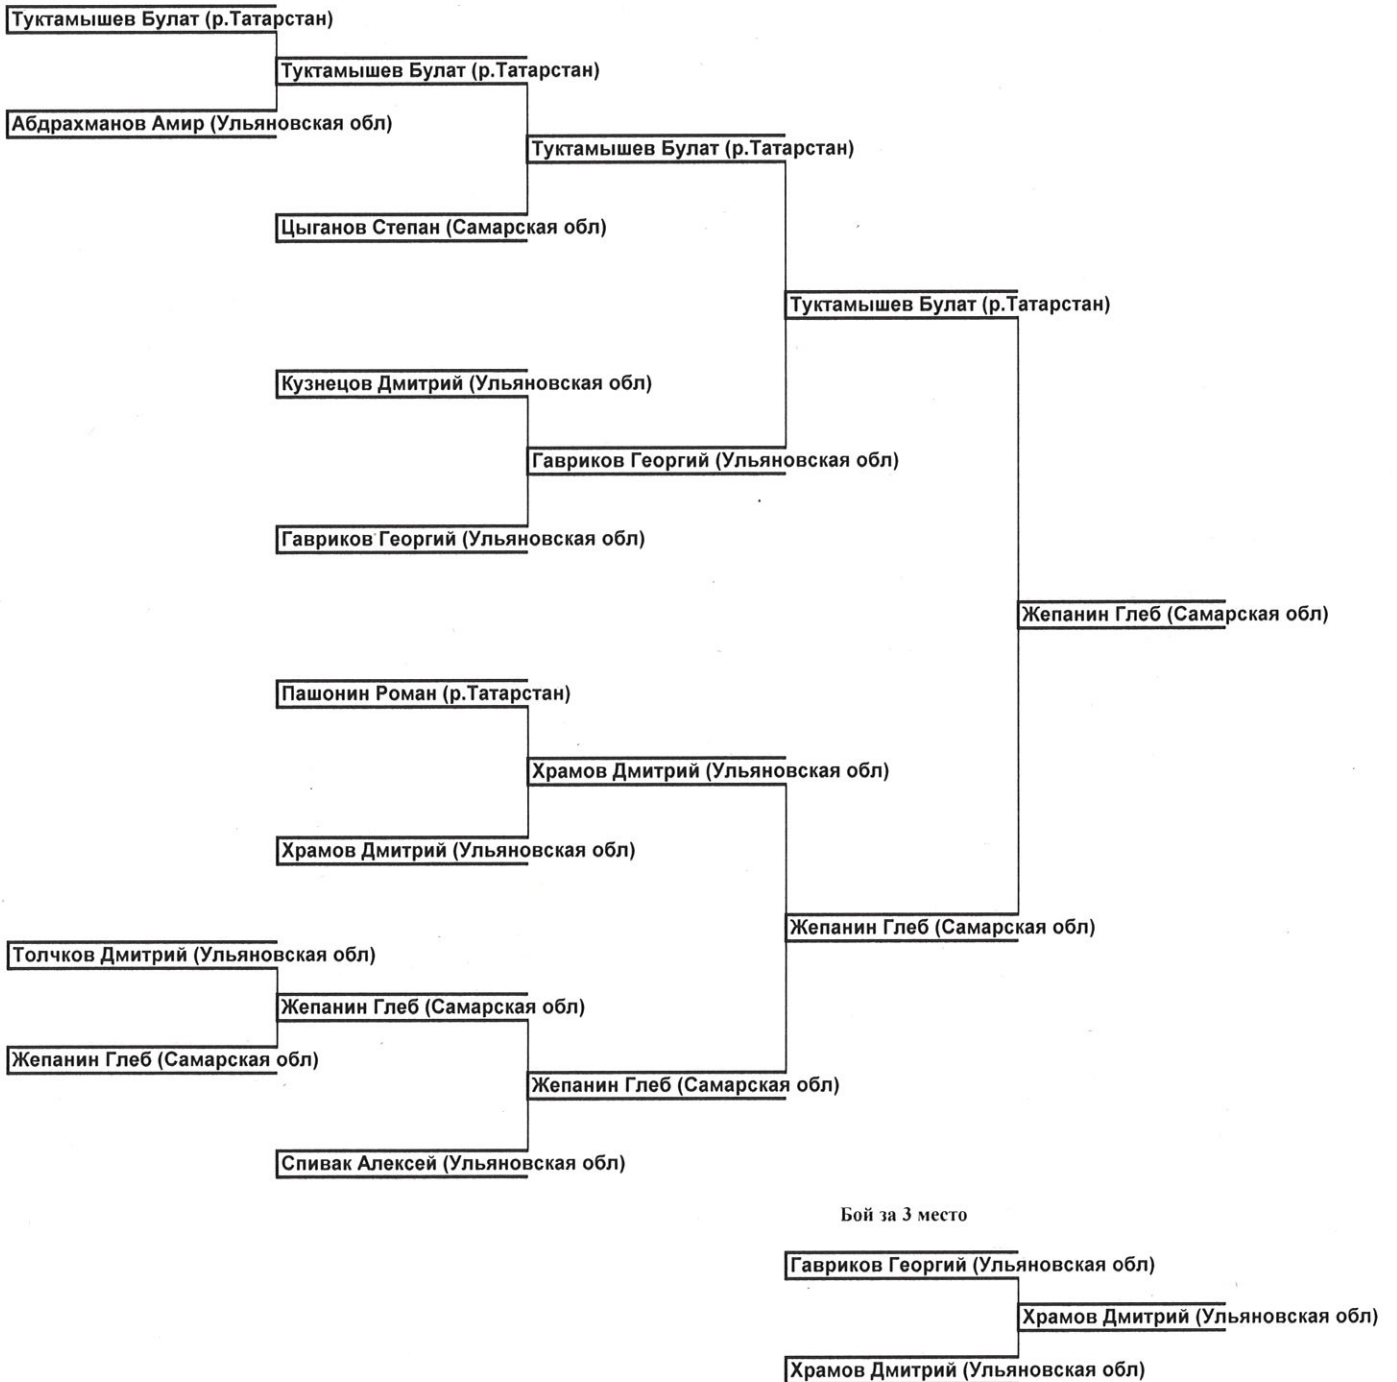 Туктамышев Булат (р.Татарстан)
Туктамышев Булат (р.Татарстан)
Абдрахманов Амир (Ульяновская обл)
Туктамышев Булат (р.Татарстан)
Цыганов Степан (Самарская обл)
Туктамышев Булат (р.Татарстан)
Кузнецов Дмитрий (Ульяновская обл)
Гавриков Георгий (Ульяновская обл)
Гавриков Георгий (Ульяновская обл)
Жепанин Глеб (Самарская обл)
Пашонин Роман (р.Татарстан)
Храмов Дмитрий (Ульяновская обл)
Храмов Дмитрий (Ульяновская обл)
Жепанин Глеб (Самарская обл)
Толчков Дмитрий (Ульяновская обл)
Жепанин Глеб (Самарская обл)
Жепанин Глеб (Самарская обл)
Жепанин Глеб (Самарская обл)
Спивак Алексей (Ульяновская обл)
Бой за 3 место
Гавриков Георгий (Ульяновская обл)
Храмов Дмитрий (Ульяновская обл)
Храмов Дмитрий (Ульяновская обл)